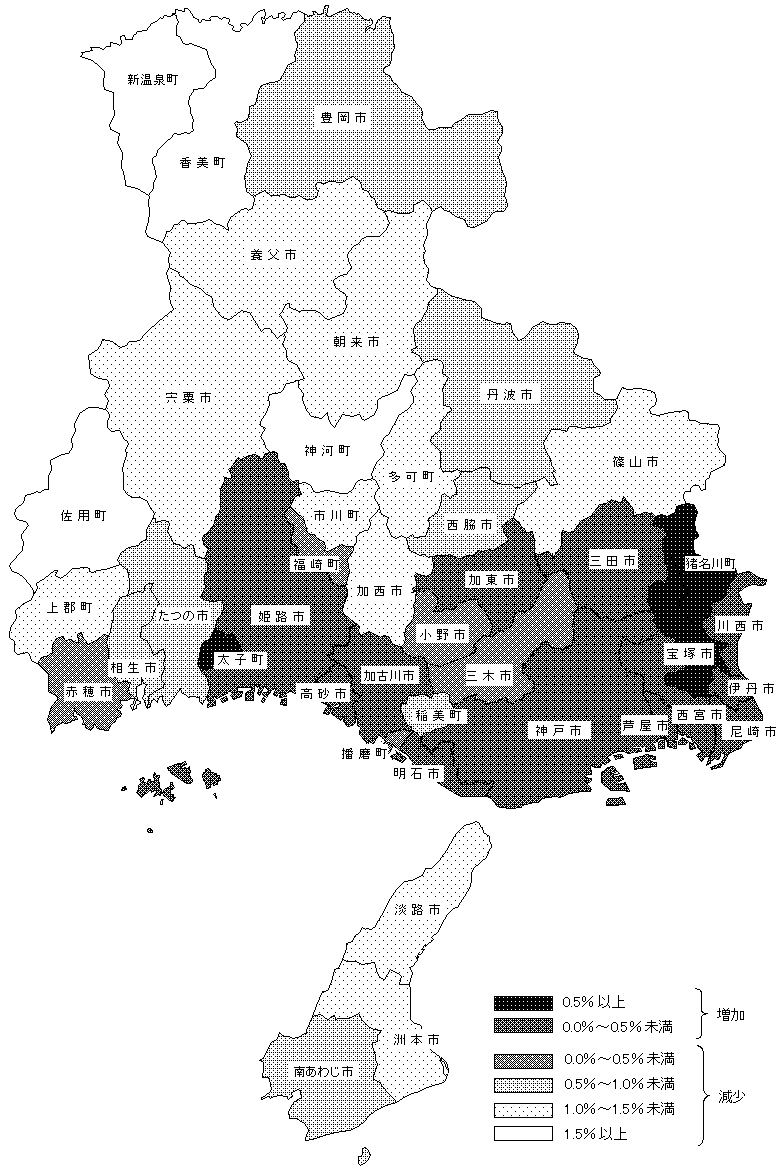 新温泉町
豊岡市
香美町
養父市
朝来市
宍粟市
丹波市
神河町
篠山市
多可町
佐用町
市川町
西脇市
福崎町
三田市
猪名川町
加東市
加西市
上郡町
たつの市
姫路市
川西市
小野市
宝塚市
太子町
相生市
三木市
加古川市
赤穂市
高砂市
伊丹市
稲美町
西宮市
芦屋市
神戸市
尼崎市
播磨町
明石市
淡路市
洲本市
南あわじ市
0.5%以上
0.0%～0.5%未満
増加
0.0%～0.5%未満
0.5%～1.0%未満
1.0%～1.5%未満
1.5%以上
減少